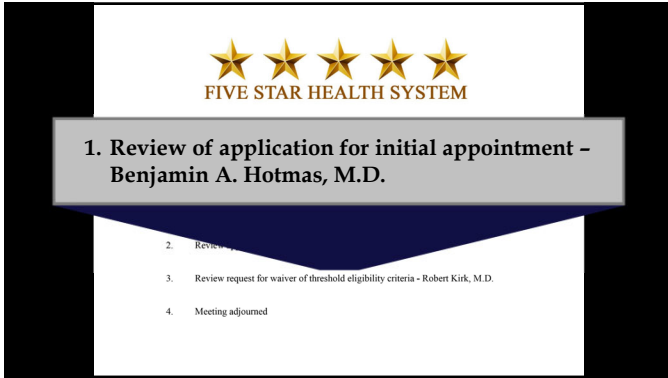 FIVE STAR HEALTH SYSTEM
1. Review of application for initial appointment –
Benjamin A. Hotmas, M.D.
2. Review
3. Review request for waiver of threshold eligibility criteria - Robert Kirk, M.D.
4. Meeting adjourned